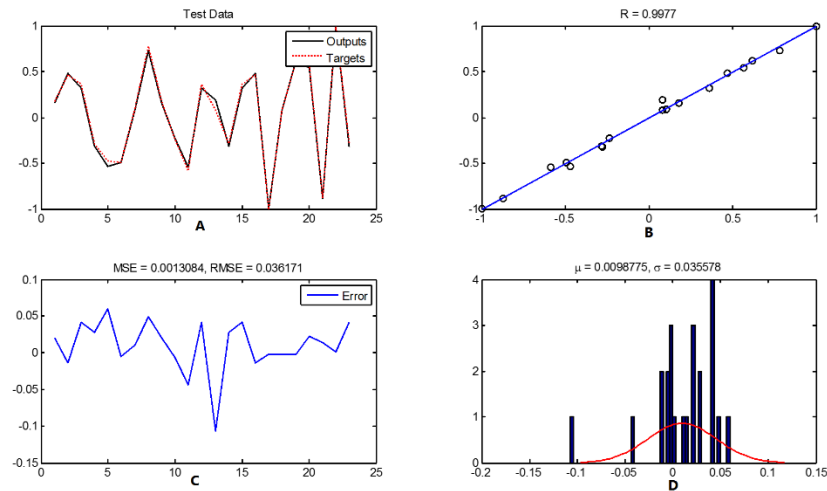 Test Data
Outputs
Targets
1
0.5
0
-0.5
-1
0 5 10 15 20 25
A
R = 0.9977
1
0.5
0
-0.5
-1
-1 -0.5 0 0.5 1
B
MSE = 0.0013084, RMSE = 0.036171
Error
0.1
0.05
0
-0.05
-0.1
-0.15
0 5 10 15 20 25
C
μ = 0.0098775, σ = 0.035578
4
3
2
1
0
-0.2 -0.15 -0.1 -0.05 0 0.05 0.1 0.15
D